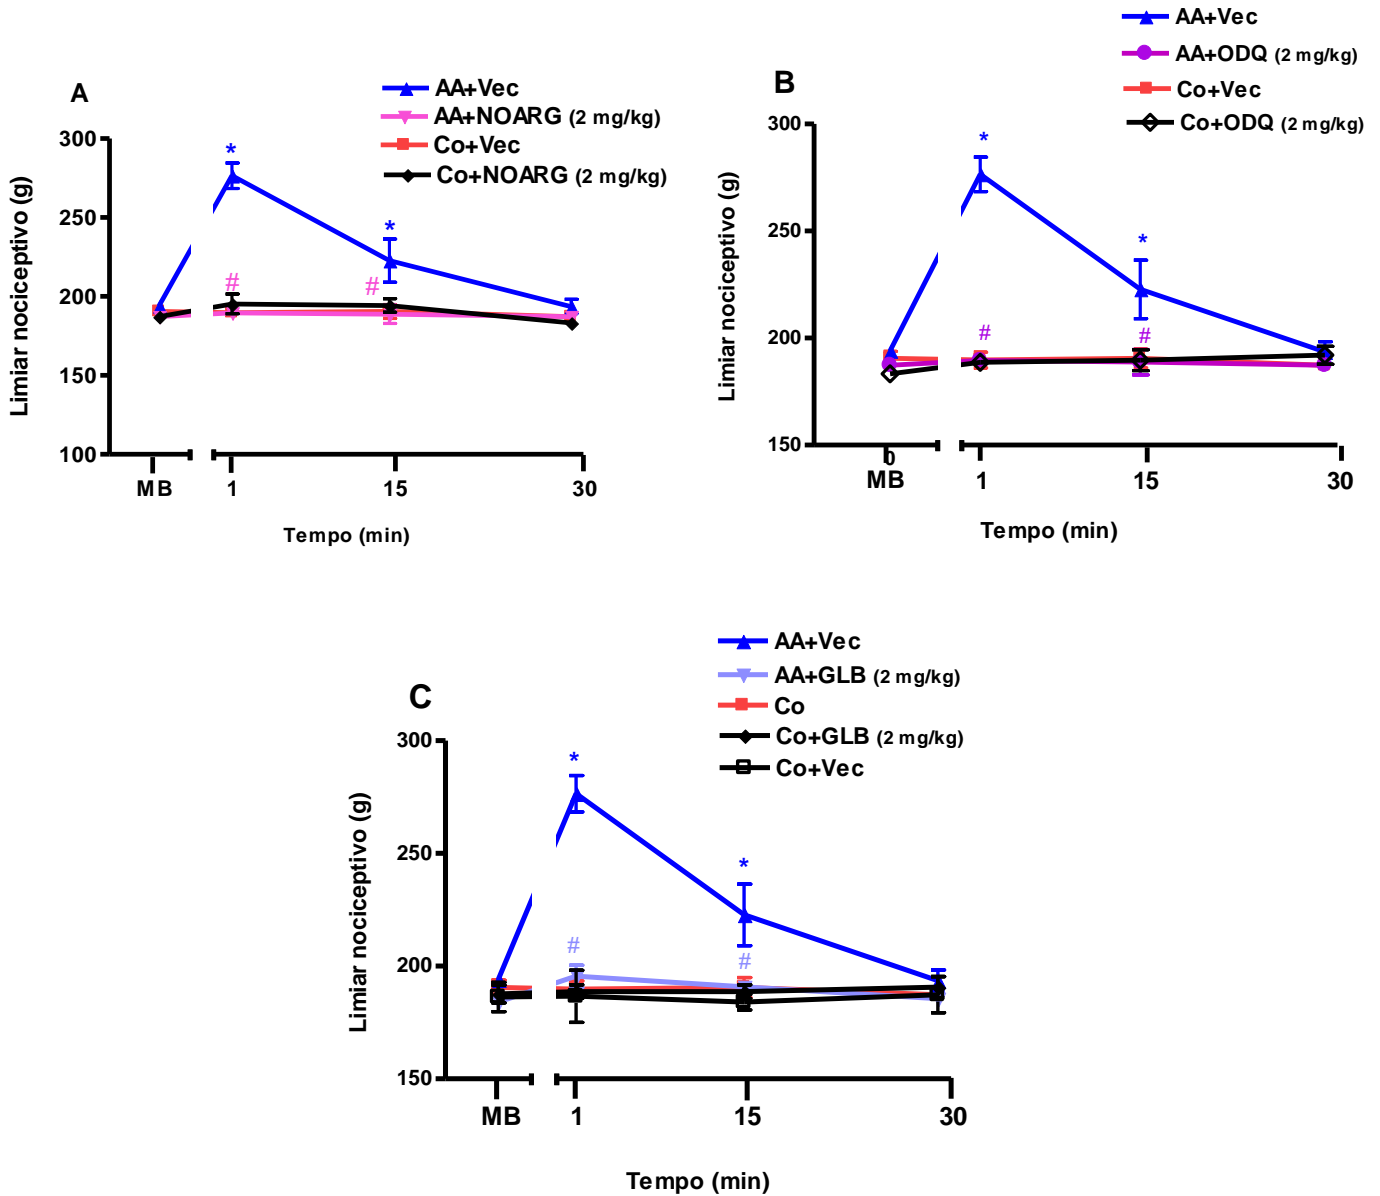 A
AA+Vec
AA+NOARG (2 mg/kg)
Co+Vec
Co+NOARG (2 mg/kg)
300
250
200
150
100
Limiar nociceptivo (g)
*
*
#
#
MB 1 15 30
Tempo (min)
B
AA+Vec
AA+ODQ (2 mg/kg)
Co+Vec
Co+ODQ (2 mg/kg)
300
250
200
150
Limiar nociceptivo (g)
*
*
#
#
0
MB 1 15 30
Tempo (min)
C
AA+Vec
AA+GLB (2 mg/kg)
Co
Co+GLB (2 mg/kg)
Co+Vec
300
250
200
150
Limiar nociceptivo (g)
*
*
#
#
MB 1 15 30
Tempo (min)